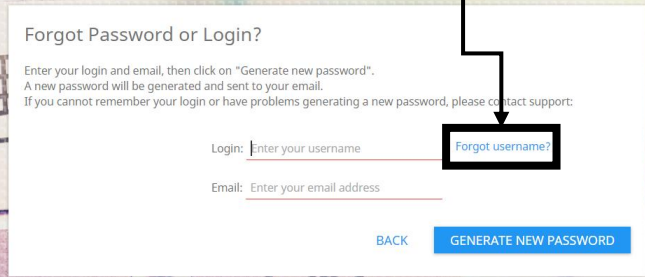 Forgot Password or Login?
Enter your login and email, then click on "Generate new password".
A new password will be generated and sent to your email.
If you cannot remember your login or have problems generating a new password, please contact support:
Login: Enter your username Forgot username?
Email: Enter your email address
BACK GENERATE NEW PASSWORD